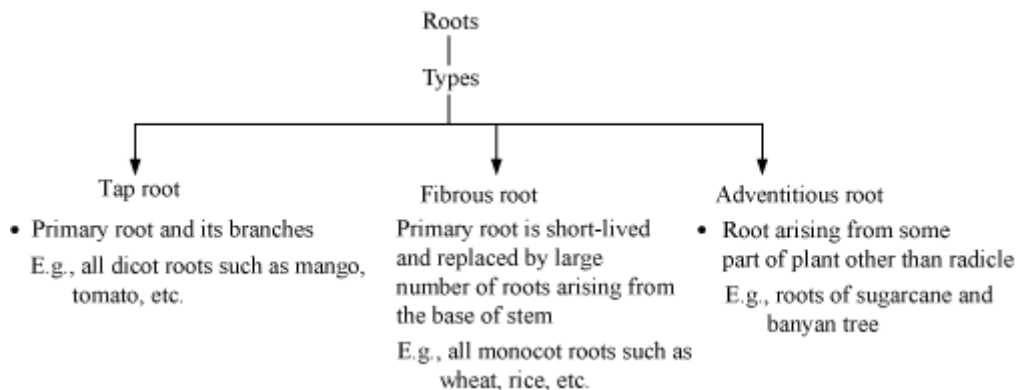 Roots
Types
Tap root
• Primary root and its branches
E.g., all dicot roots such as mango,
tomato, etc.
Fibrous root
Primary root is short-lived
and replaced by large
number of roots arising from
the base of stem
E.g., all monocot roots such as
wheat, rice, etc.
Adventitious root
• Root arising from some
part of plant other than radicle
E.g., roots of sugarcane and
banyan tree